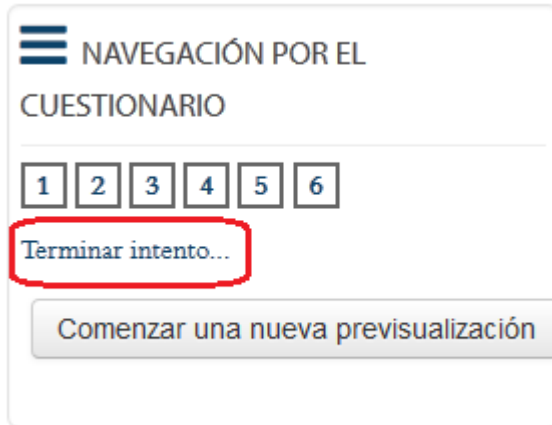 NAVEGACIÓN POR EL
CUESTIONARIO
1 2 3 4 5 6
Terminar intento...
Comenzar una nueva previsualización